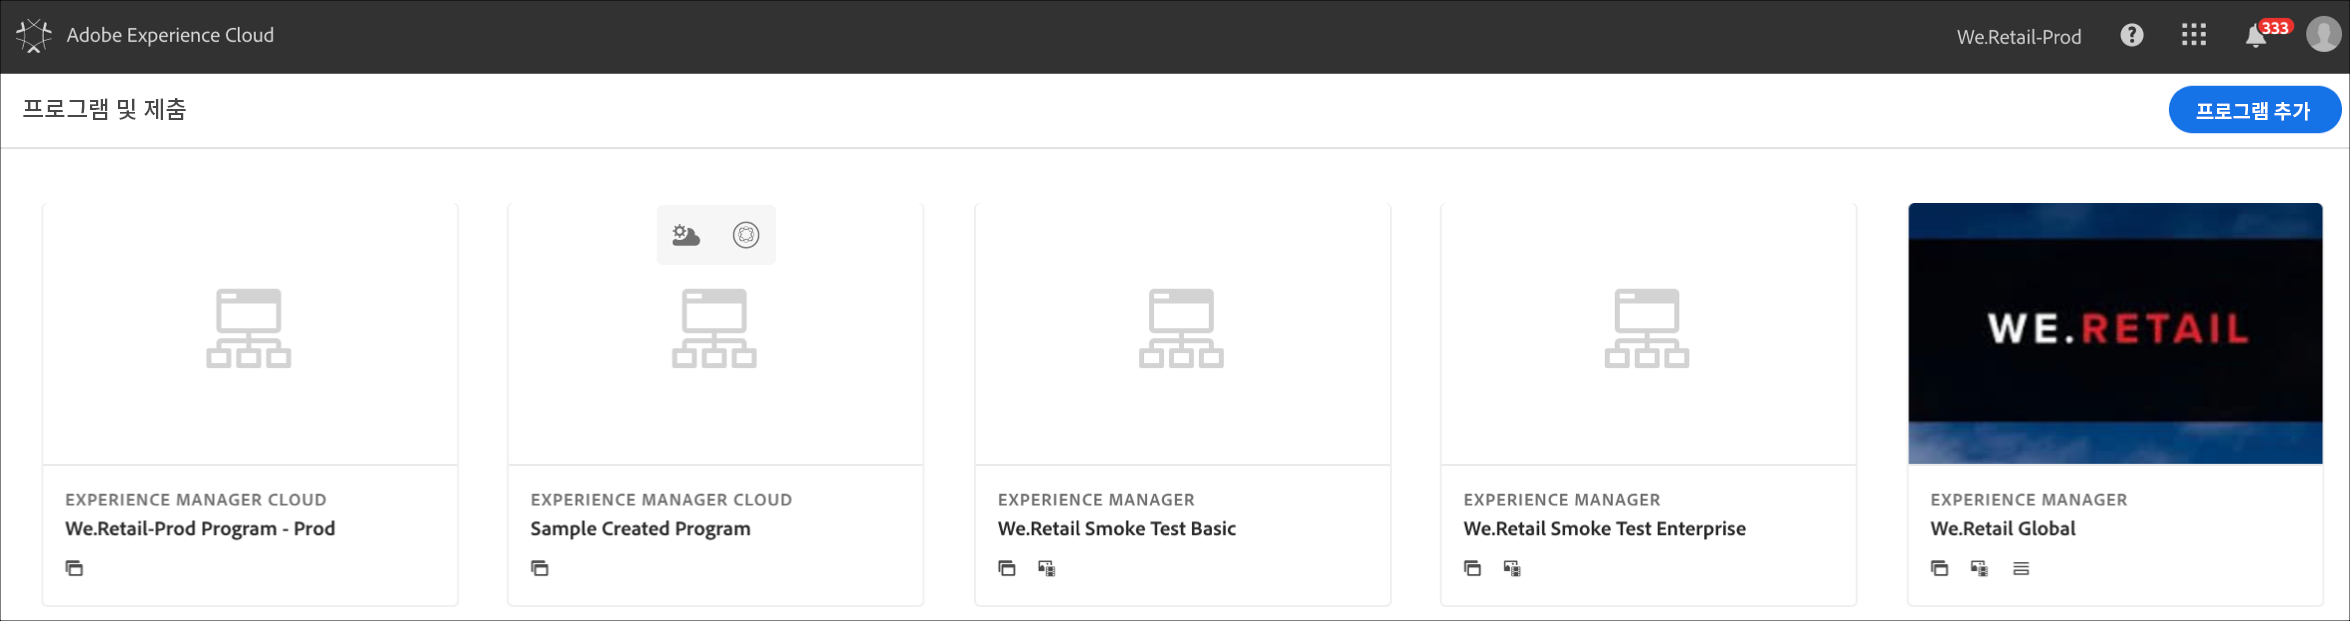 Adobe Experience Cloud
We.Retail-Prod
333
프로그램 및 제춤
프로그램 추가
WE.RETAIL
EXPERIENCE MANAGER CLOUD
We.Retail-Prod Program - Prod
EXPERIENCE MANAGER CLOUD
Sample Created Program
EXPERIENCE MANAGER
We.Retail Smoke Test Basic
EXPERIENCE MANAGER
We.Retail Smoke Test Enterprise
EXPERIENCE MANAGER
We.Retail Global